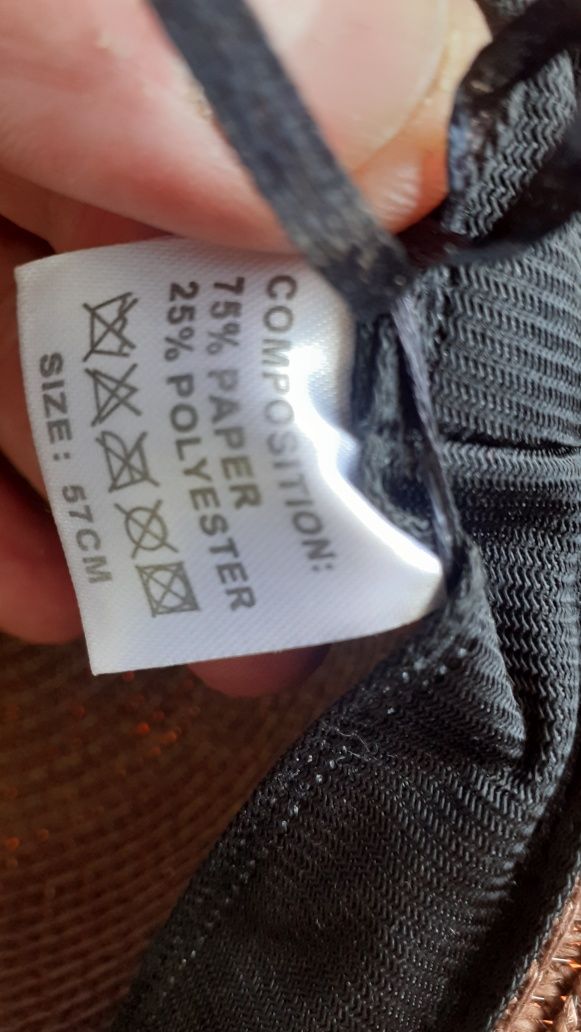 COMPOSITION:
75% PAPER
25% POLYESTER
SIZE: 57CM